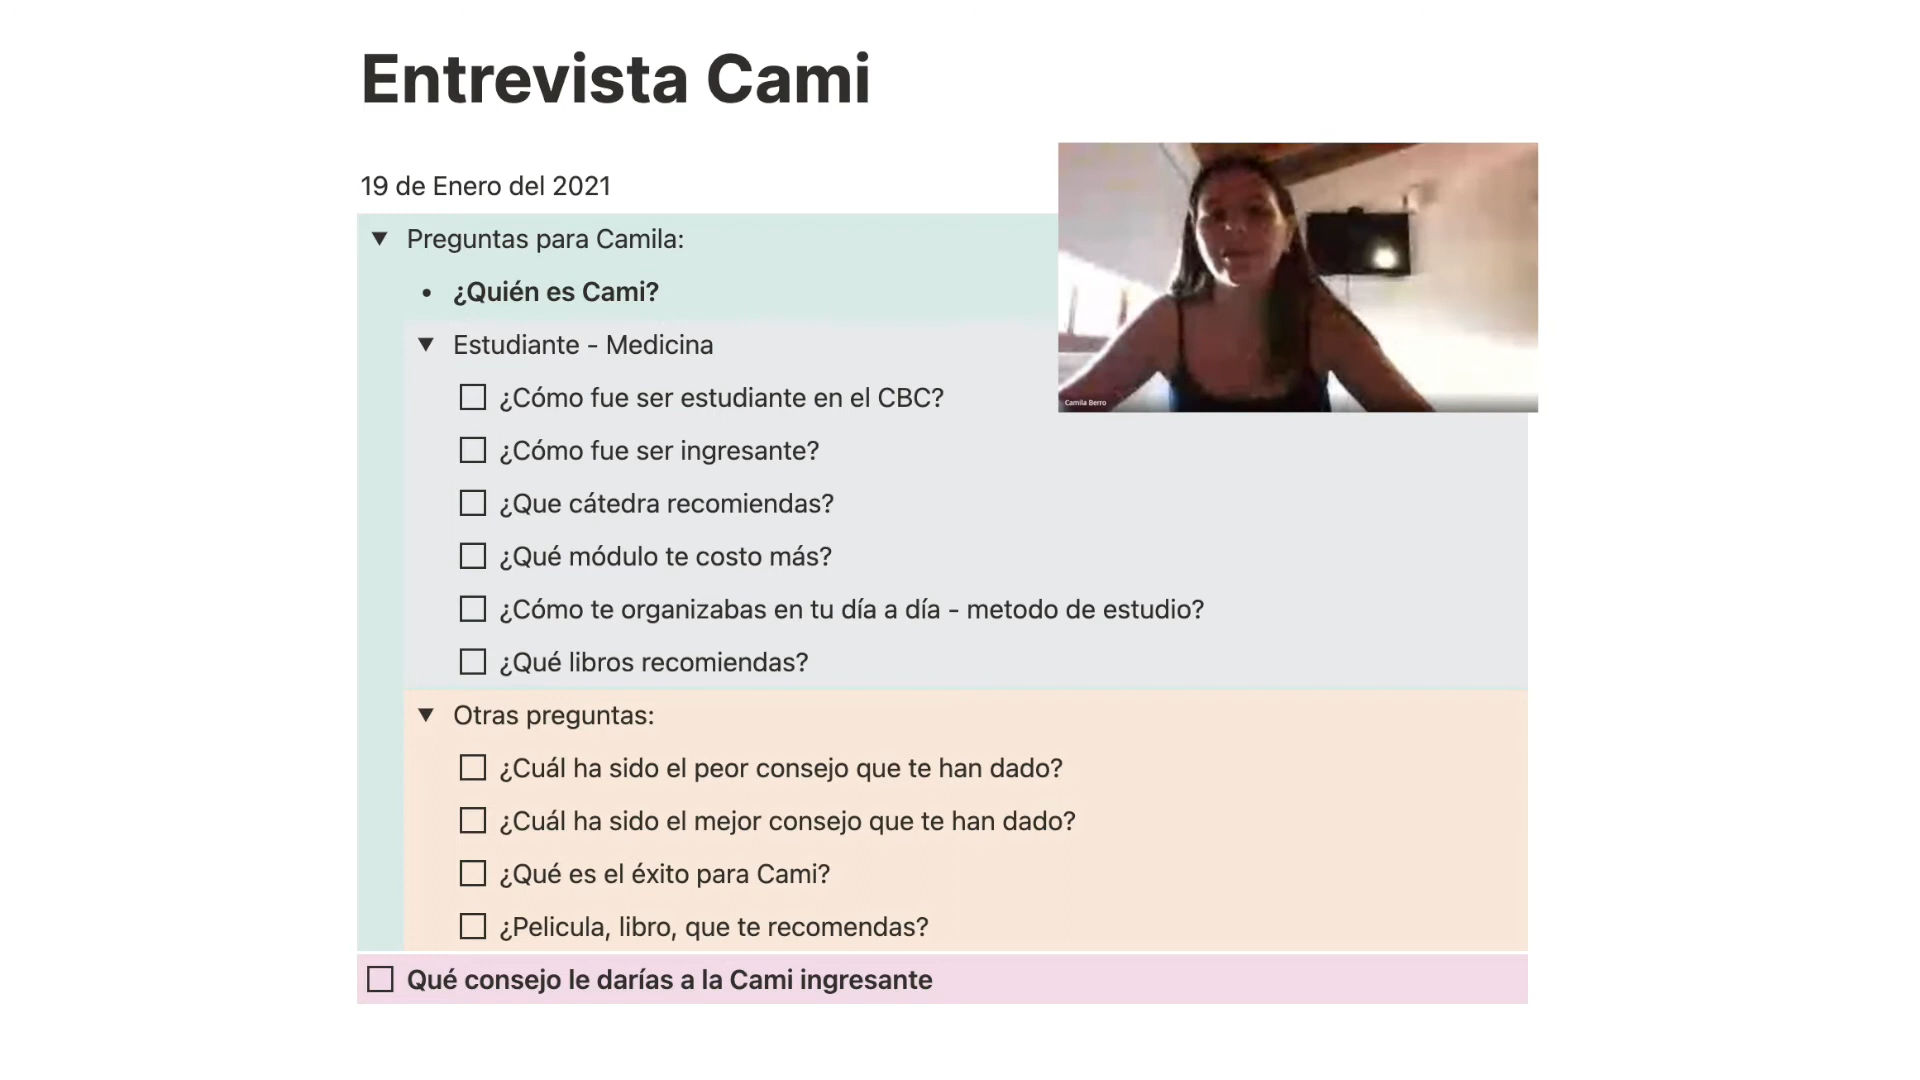 Entrevista Cami
19 de Enero del 2021
Preguntas para Camila:
¿Quién es Cami?
Estudiante - Medicina
¿Cómo fue ser estudiante en el CBC?
¿Cómo fue ser ingresante?
¿Que cátedra recomiendas?
¿Qué módulo te costo más?
¿Cómo te organizabas en tu día a día - metodo de estudio?
¿Qué libros recomiendas?
Otras preguntas:
¿Cuál ha sido el peor consejo que te han dado?
¿Cuál ha sido el mejor consejo que te han dado?
¿Qué es el éxito para Cami?
¿Pelicula, libro, que te recomendas?
Qué consejo le darías a la Cami ingresante
Camila Berro